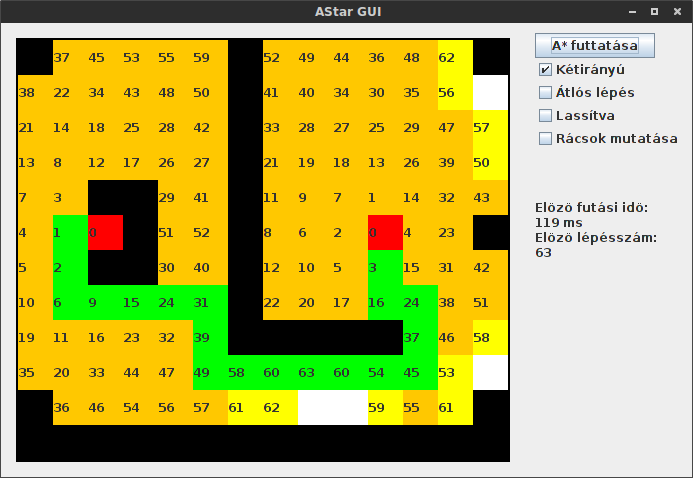 AStar GUI
37 45 53 55 59 52 49 44 36 48 62
38 22 34 43 48 50 41 40 34 30 35 56
21 14 18 25 28 42 33 28 27 25 29 47 57
13 8 12 17 26 27 21 19 18 13 26 39 50
7 3 29 41 11 9 7 1 14 32 43
4 1 0 51 52 8 6 2 0 4 23
5 2 30 40 12 10 5 3 15 31 42
10 6 9 15 24 31 22 20 17 16 24 38 51
19 11 16 23 32 39 37 46 58
35 20 33 44 47 49 58 60 63 60 54 45 53
36 46 54 56 57 61 62 59 55 61
A* futtatása
Kétirányú
Átlós lépés
Lassítva
Rácsok mutatása
Elözö futási idö:
119 ms
Elözö lépésszám:
63